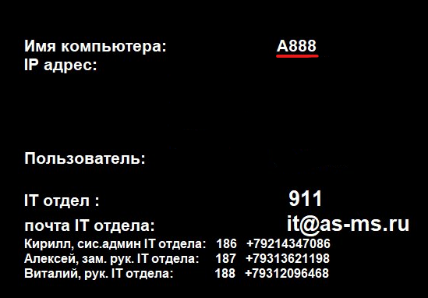 Имя компьютера: A888
IP адрес:
Пользователь:
IT отдел : 911
почта IT отдела: it@as-ms.ru
Кирилл, сис.админ IT отдела: 186 +79214347086
Алексей, зам. рук. IT отдела: 187 +79313621198
Виталий, рук. IT отдела: 188 +79312096468